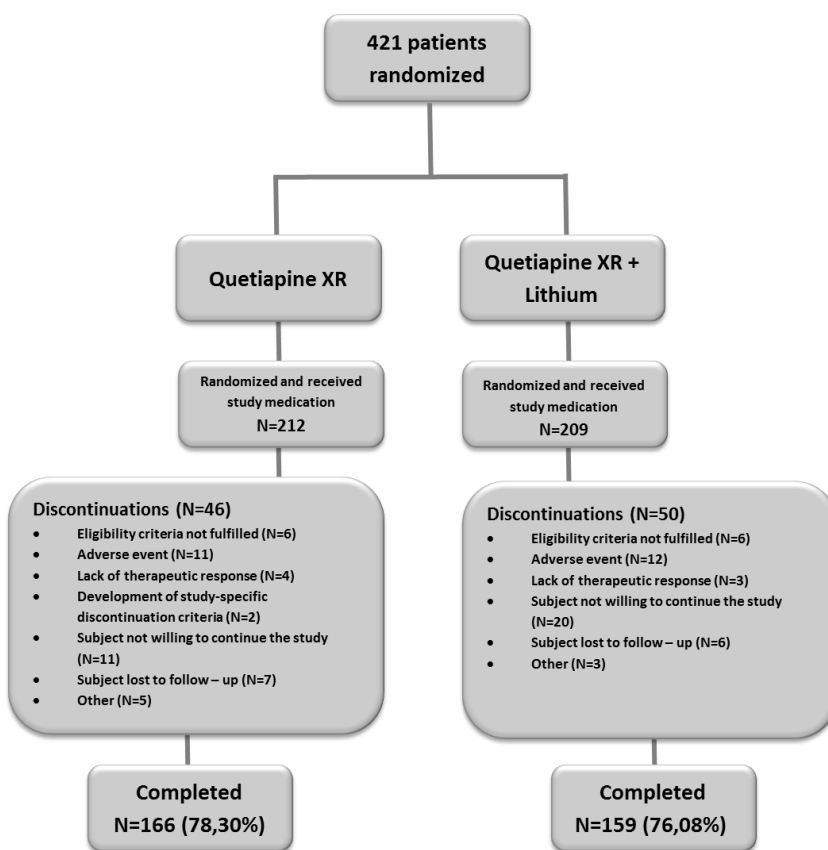 421 patients
randomized
Quetiapine XR
Quetiapine XR +
Lithium
Randomized and received
study medication
N=212
Randomized and received
study medication
N=209
Discontinuations (N=46)
• Eligibility criteria not fulfilled (N=6)
• Adverse event (N=11)
• Lack of therapeutic response (N=4)
• Development of study-specific
discontinuation criteria (N=2)
• Subject not willing to continue the study
(N=11)
• Subject lost to follow – up (N=7)
• Other (N=5)
Discontinuations (N=50)
• Eligibility criteria not fulfilled (N=6)
• Adverse event (N=12)
• Lack of therapeutic response (N=3)
• Subject not willing to continue the study
(N=20)
• Subject lost to follow – up (N=6)
• Other (N=3)
Completed
N=166 (78,30%)
Completed
N=159 (76,08%)